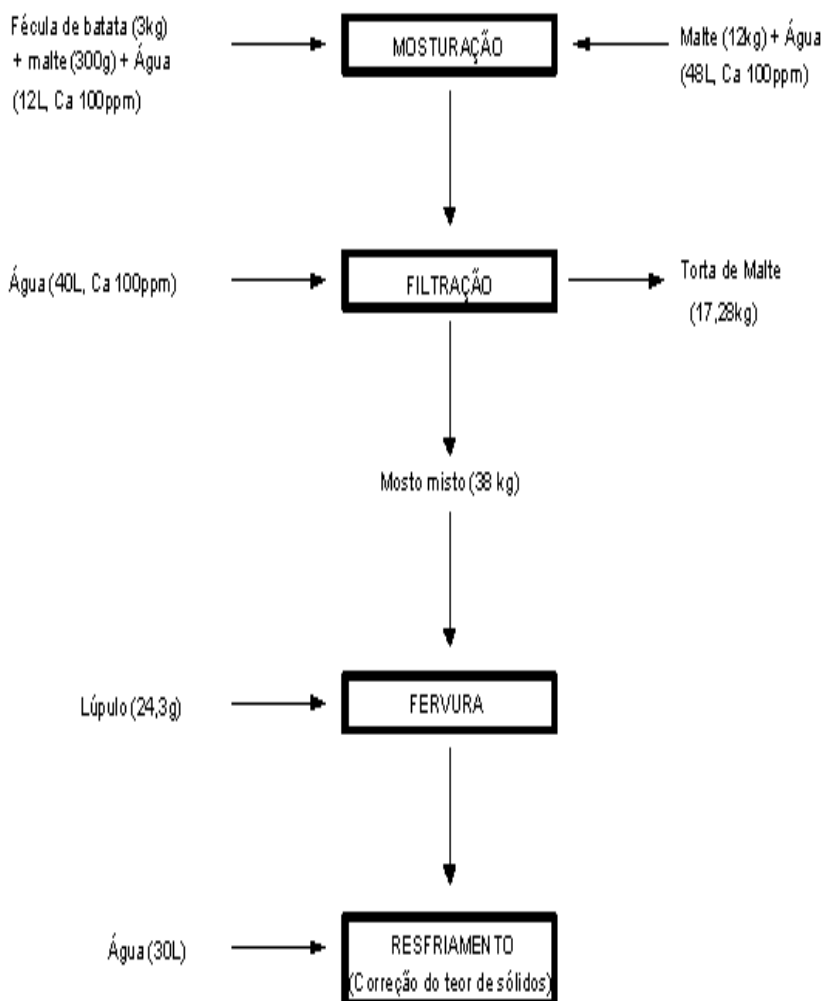 Fécula de batata (3kg)
+ malte (300g) + Água
(12L, Ca 100ppm)
MOSTURAÇÃO
Malte (12kg) + Água
(48L, Ca 100ppm)
Água (40L, Ca 100ppm)
FILTRAÇÃO
Torta de Malte
(17,28kg)
Mosto misto (38 kg)
Lúpulo (24,3g)
FERVURA
Água (30L)
RESFRIAMENTO
(Correção do teor de sólidos)